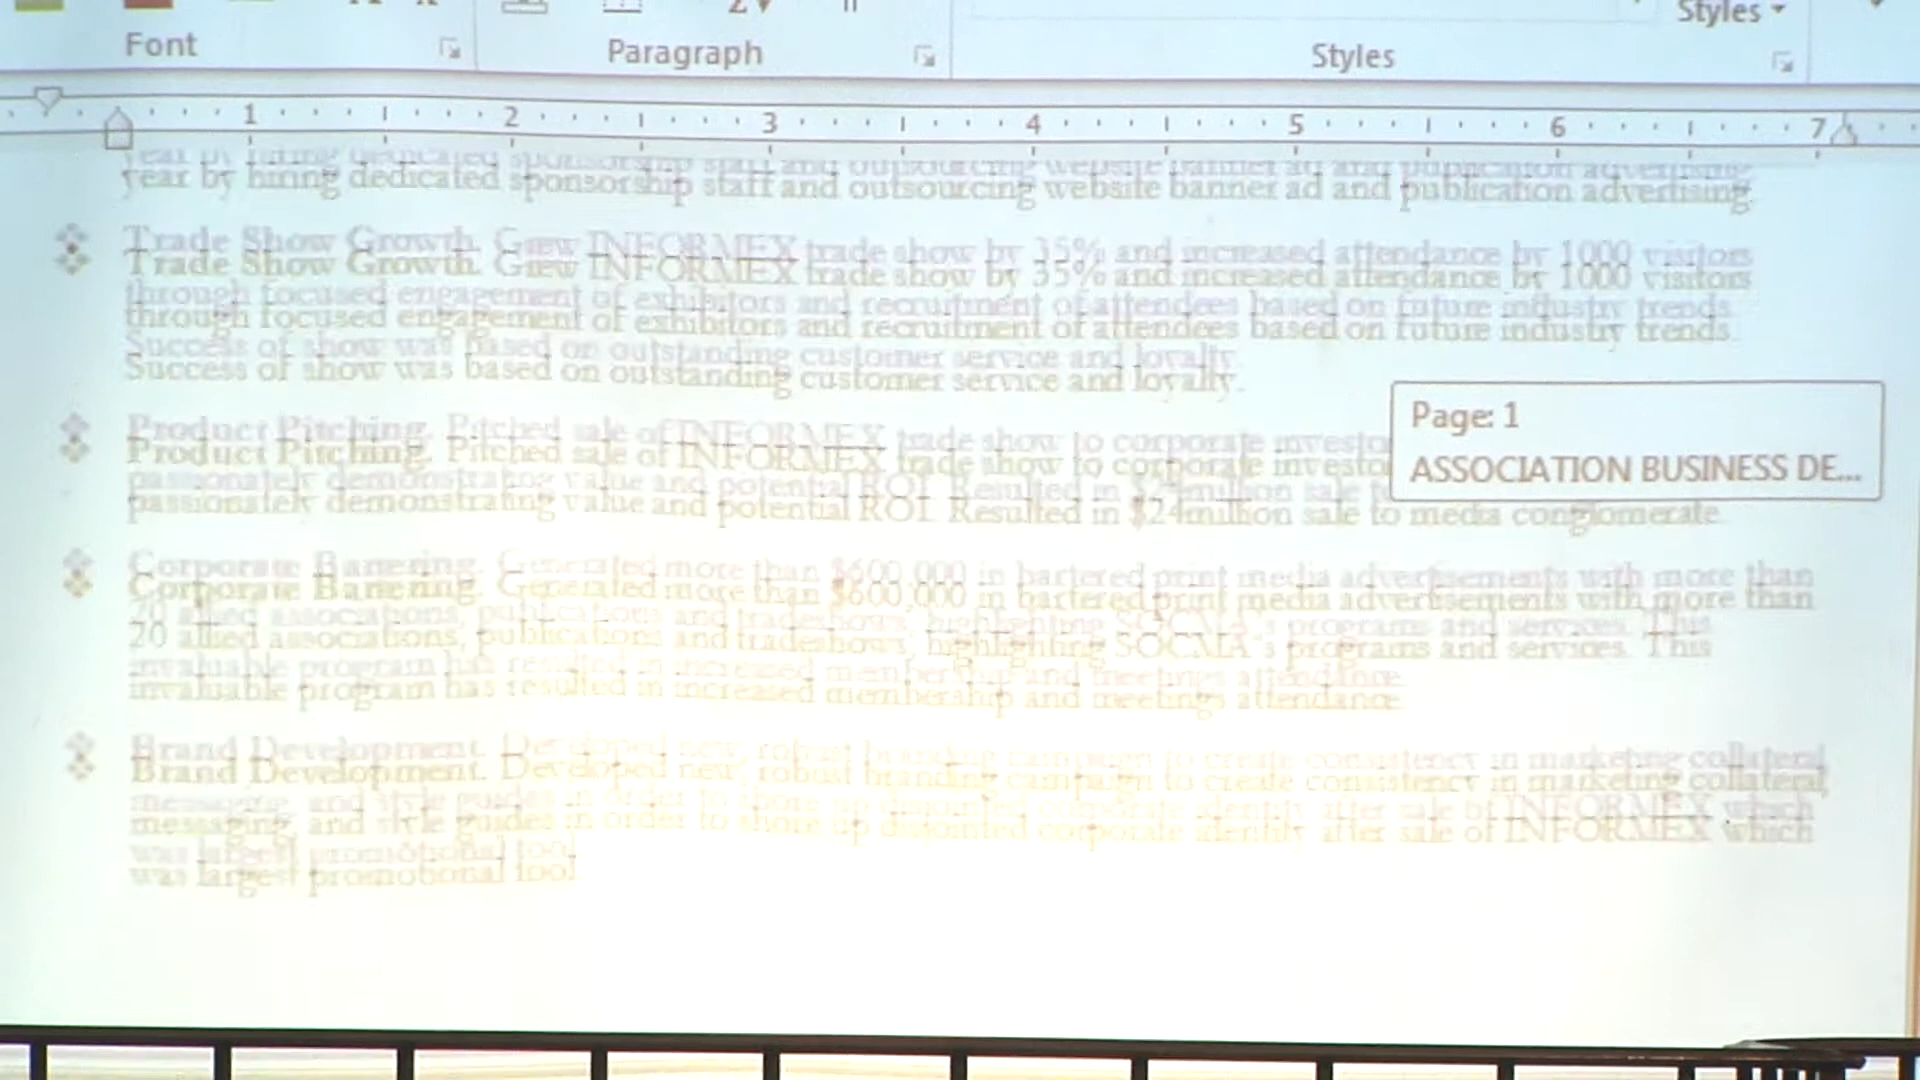 Styles
Font
Paragraph
Styles
1 2 3 4 5 6 7
year by hiring dedicated sponsorship staff and outsourcing website banner ad and publication advertising.
Trade Show Growth. Grew INFORMEX trade show by 35% and increased attendance by 1000 visitors
through focused engagement of exhibitors and recruitment of attendees based on future industry trends.
Success of show was based on outstanding customer service and loyalty.
Product Pitching. Pitched sale of INFORMEX trade show to corporate
passionately demonstrating value and potential ROI. Resulted in $24million sale to media conglomerate.
Page: 1
ASSOCIATION BUSINESS DE...
Corporate Bartering. Generated more than $600,000 in bartered print media advertisements with more than
20 allied associations, publications and tradeshows, highlighting SOCMA's programs and services. This
invaluable program has resulted in increased membership and meetings attendance.
Brand Development. Developed new, robust branding campaign to create consistency in marketing collateral,
messaging, and style guides in order to shore up disjointed corporate identity after sale of INFORMEX which
was largest promotional tool.